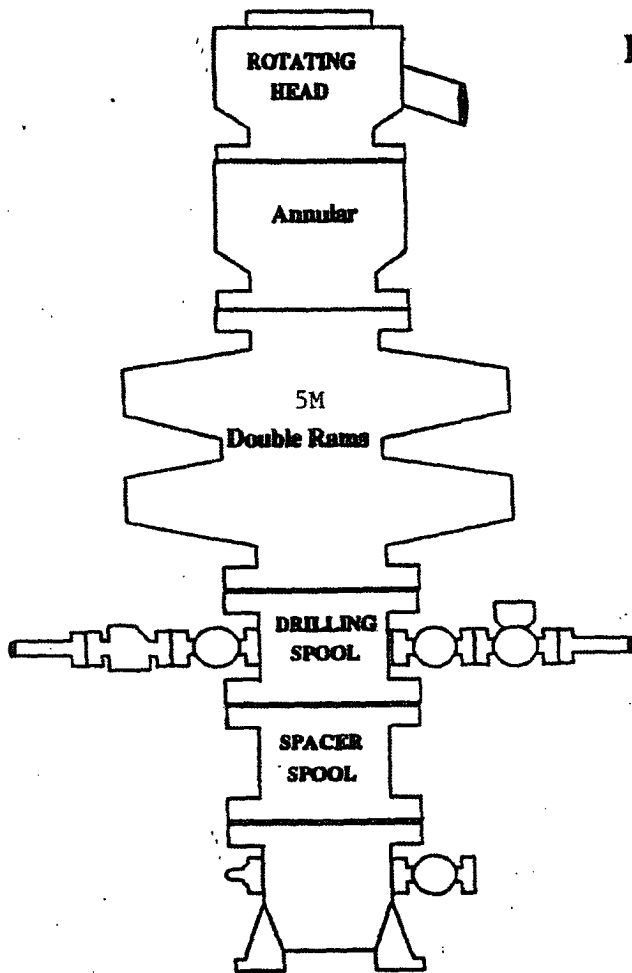 ROTATING
HEAD
Annular
5M
Double Rams
DRILLING
SPOOL
SPACER
SPOOL